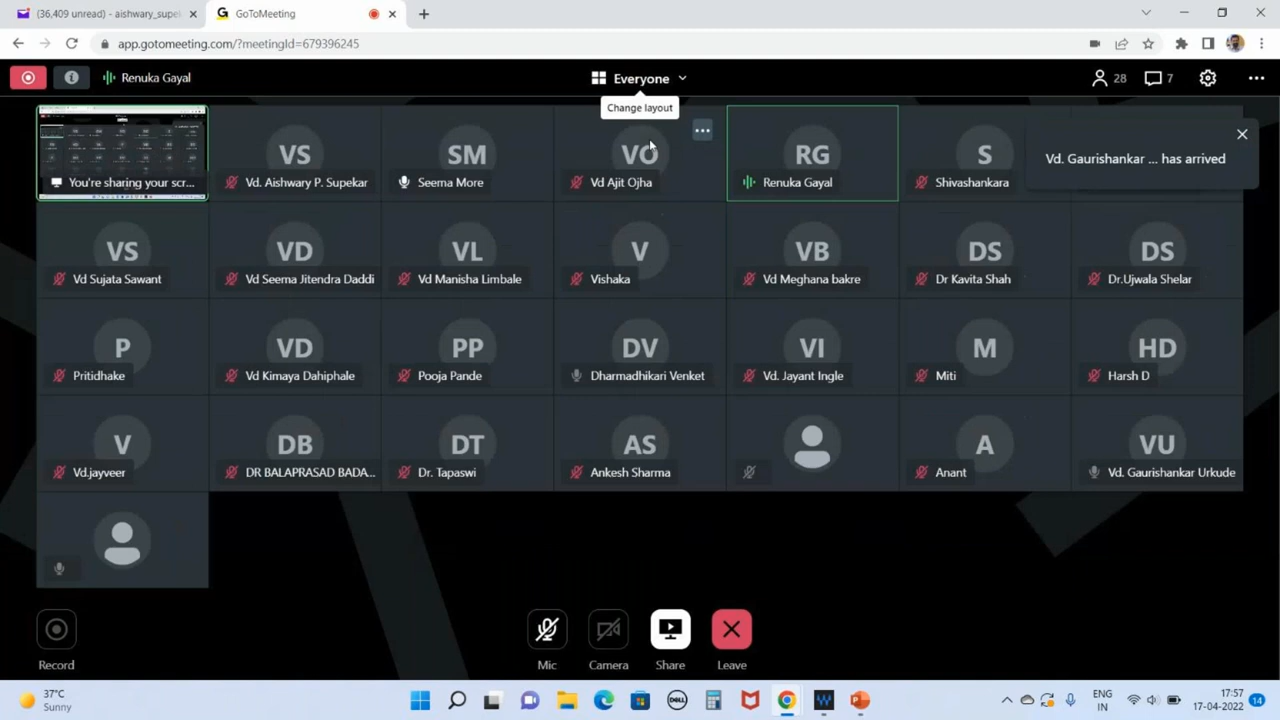 (36,409 unread) - aishwary_supe
GoToMeeting
app.gotomeeting.com/?meetingId=679396245
Renuka Gayal
Everyone
28
7
Change layout
You're sharing your scr...
VS
Vd. Aishwary P. Supekar
SM
Seema More
VO
Vd Ajit Ojha
RG
Renuka Gayal
S
Shivashankara
Vd. Gaurishankar ... has arrived
VS
Vd Sujata Sawant
VD
Vd Seema Jitendra Daddi
VL
Vd Manisha Limbale
V
Vishaka
VB
Vd Meghana bakre
DS
Dr Kavita Shah
DS
Dr.Ujwala Shelar
P
Pritidhake
VD
Vd Kimaya Dahiphale
PP
Pooja Pande
DV
Dharmadhikari Venket
VI
Vd. Jayant Ingle
M
Miti
HD
Harsh D
V
Vd.jayveer
DB
DR BALAPRASAD BADA...
DT
Dr. Tapaswi
AS
Ankesh Sharma
A
Anant
VU
Vd. Gaurishankar Urkude
Record
Mic
Camera
Share
Leave
37°C
Sunny
DELL
ENG
IN
17:57
17-04-2022
14